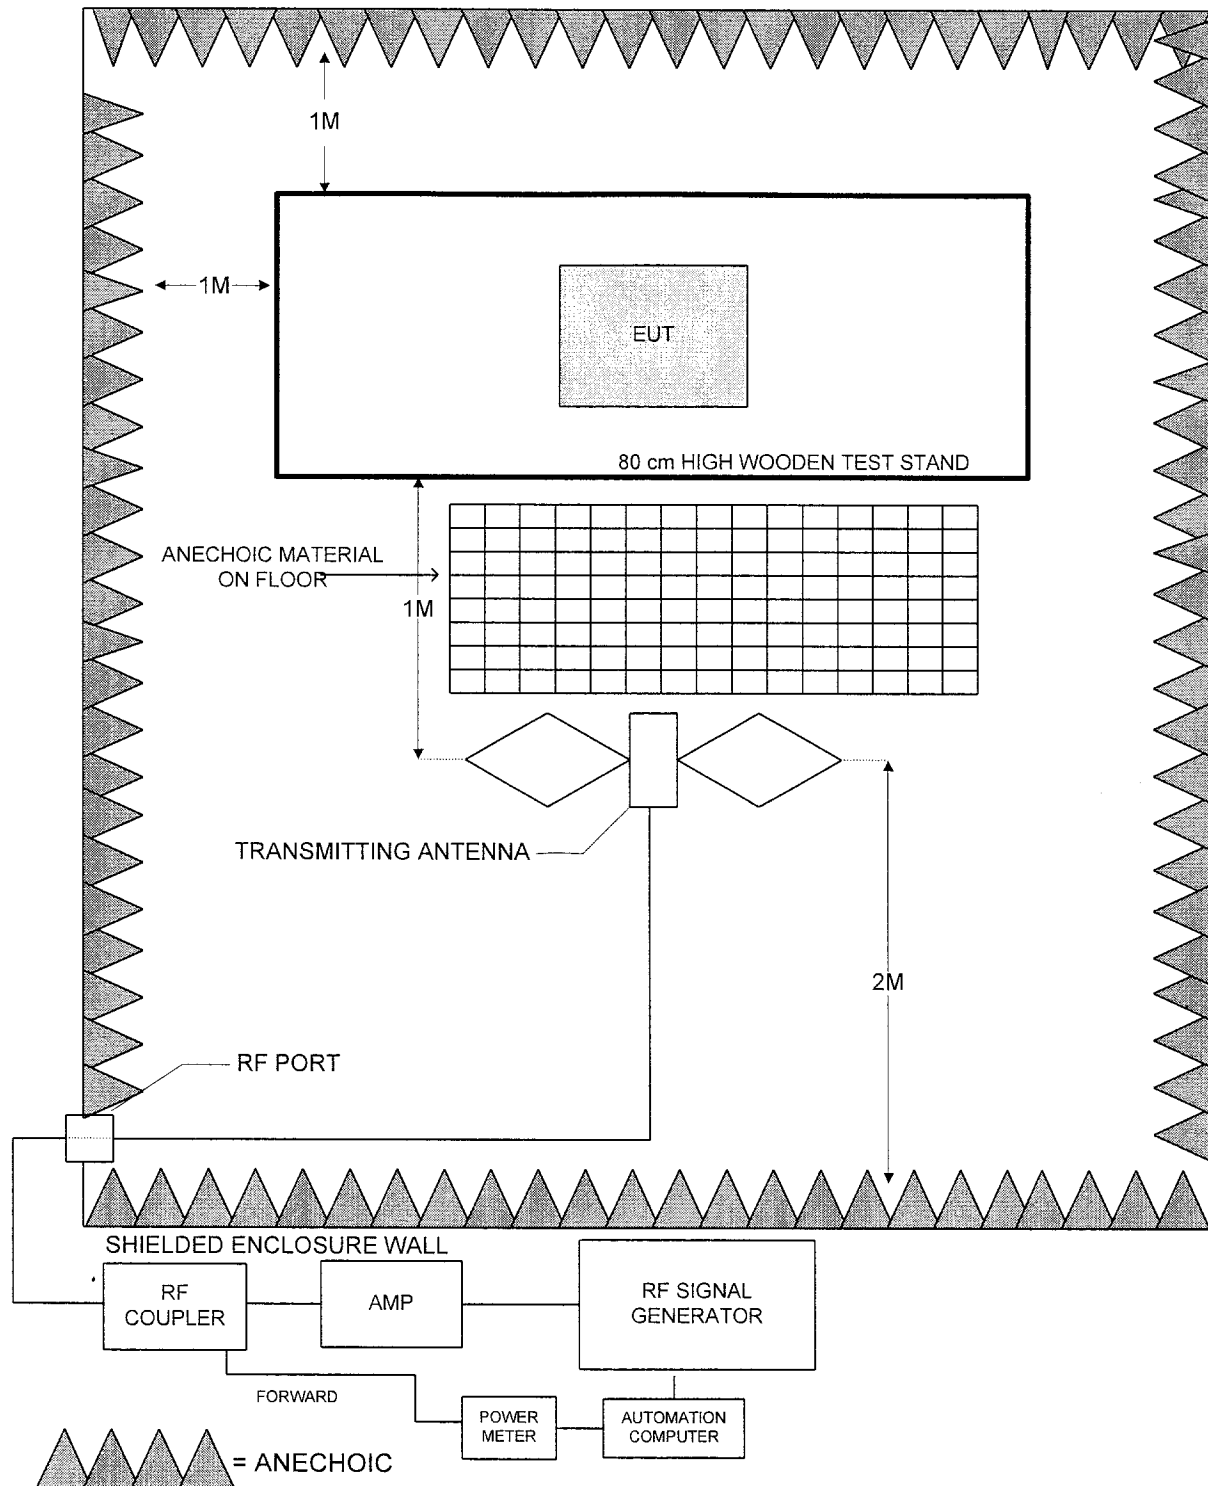 1M
1M
EUT
80 cm HIGH WOODEN TEST STAND
ANECHOIC MATERIAL
ON FLOOR
1M
TRANSMITTING ANTENNA
2M
RF PORT
SHIELDED ENCLOSURE WALL
RF
COUPLER
AMP
RF SIGNAL
GENERATOR
FORWARD
POWER
METER
AUTOMATION
COMPUTER
= ANECHOIC